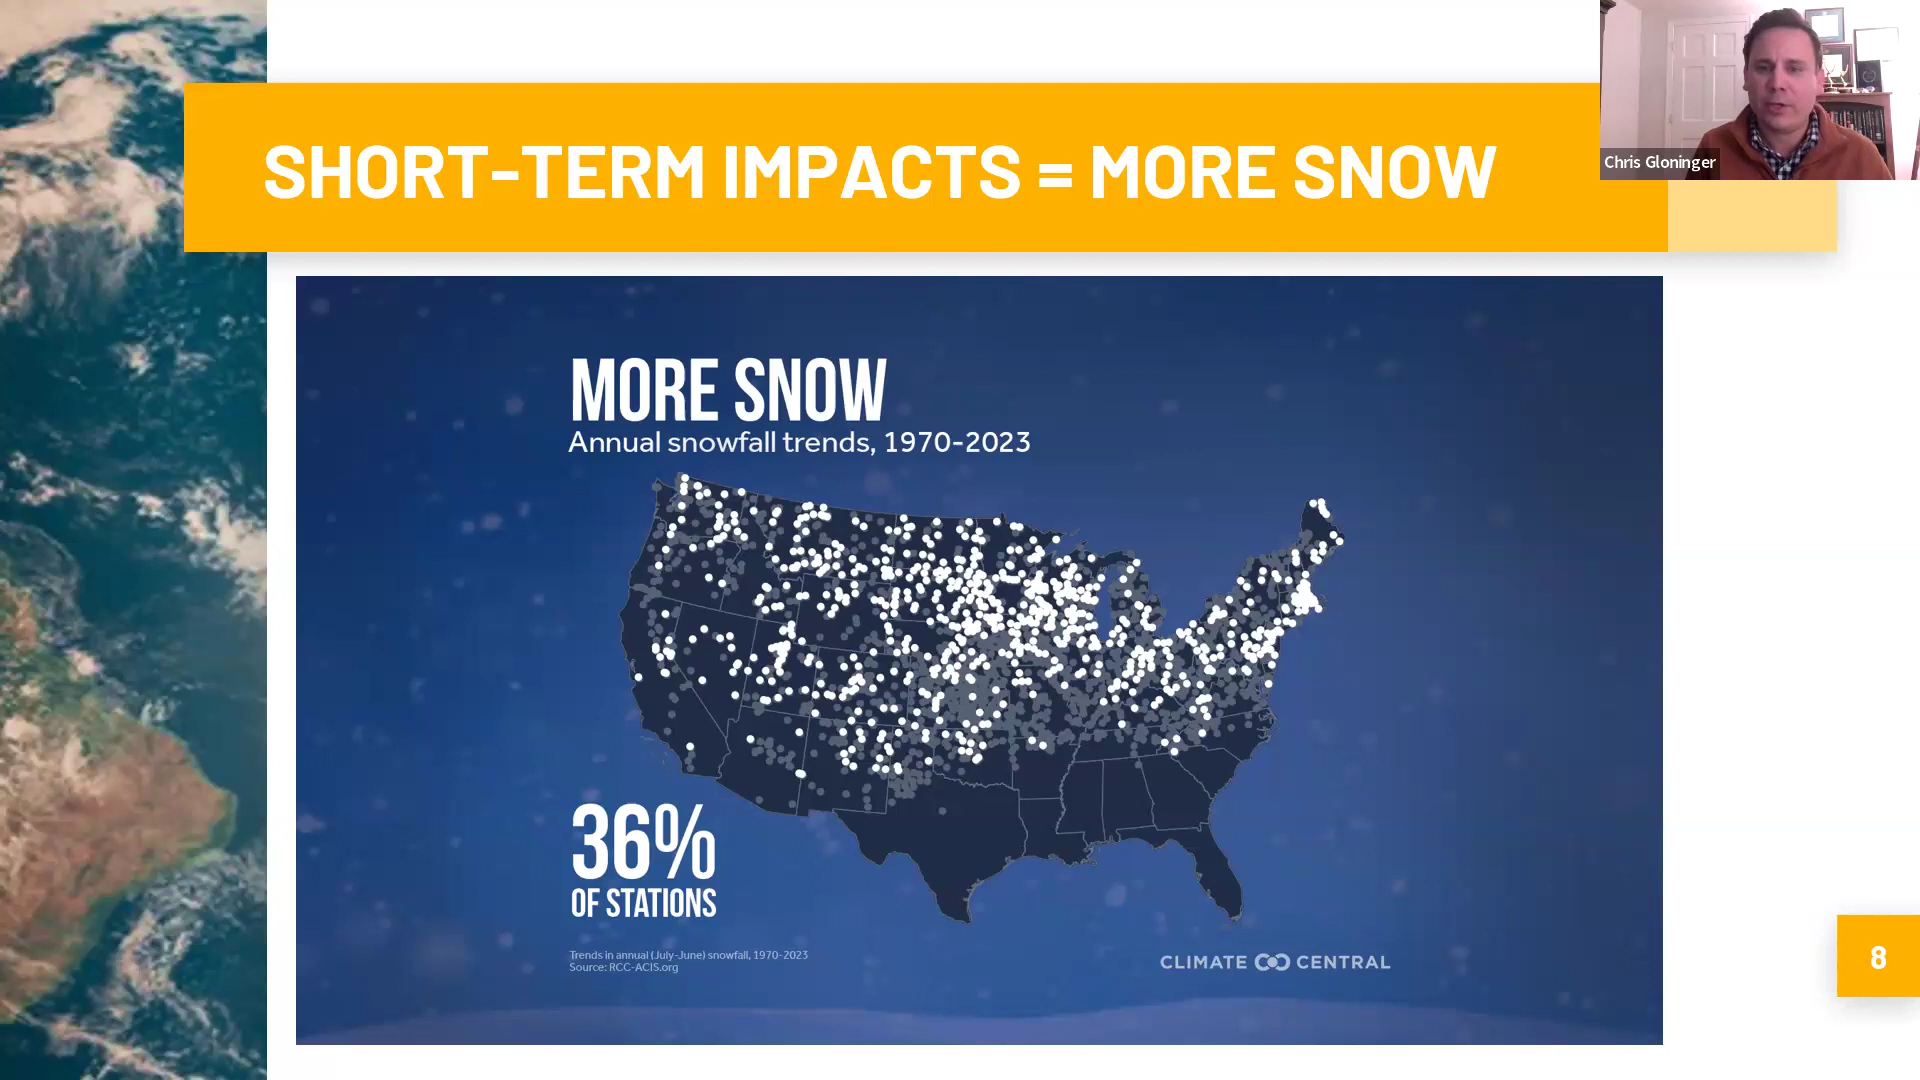 SHORT-TERM IMPACTS = MORE SNOW
Chris Gloninger
MORE SNOW
Annual snowfall trends, 1970-2023
36%
OF STATIONS
Trends in annual (July-June) snowfall, 1970-2023
Source: RCC-ACIS.org
CLIMATE CENTRAL
8